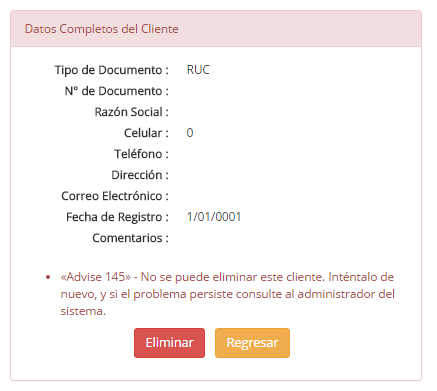 Datos Completos del Cliente
Tipo de Documento : RUC
N° de Documento :
Razón Social :
Celular : 0
Teléfono :
Dirección :
Correo Electrónico :
Fecha de Registro : 1/01/0001
Comentarios :
• «Advise 145» - No se puede eliminar este cliente. Inténtalo de
nuevo, y si el problema persiste consulte al administrador del
sistema.
Eliminar Regresar